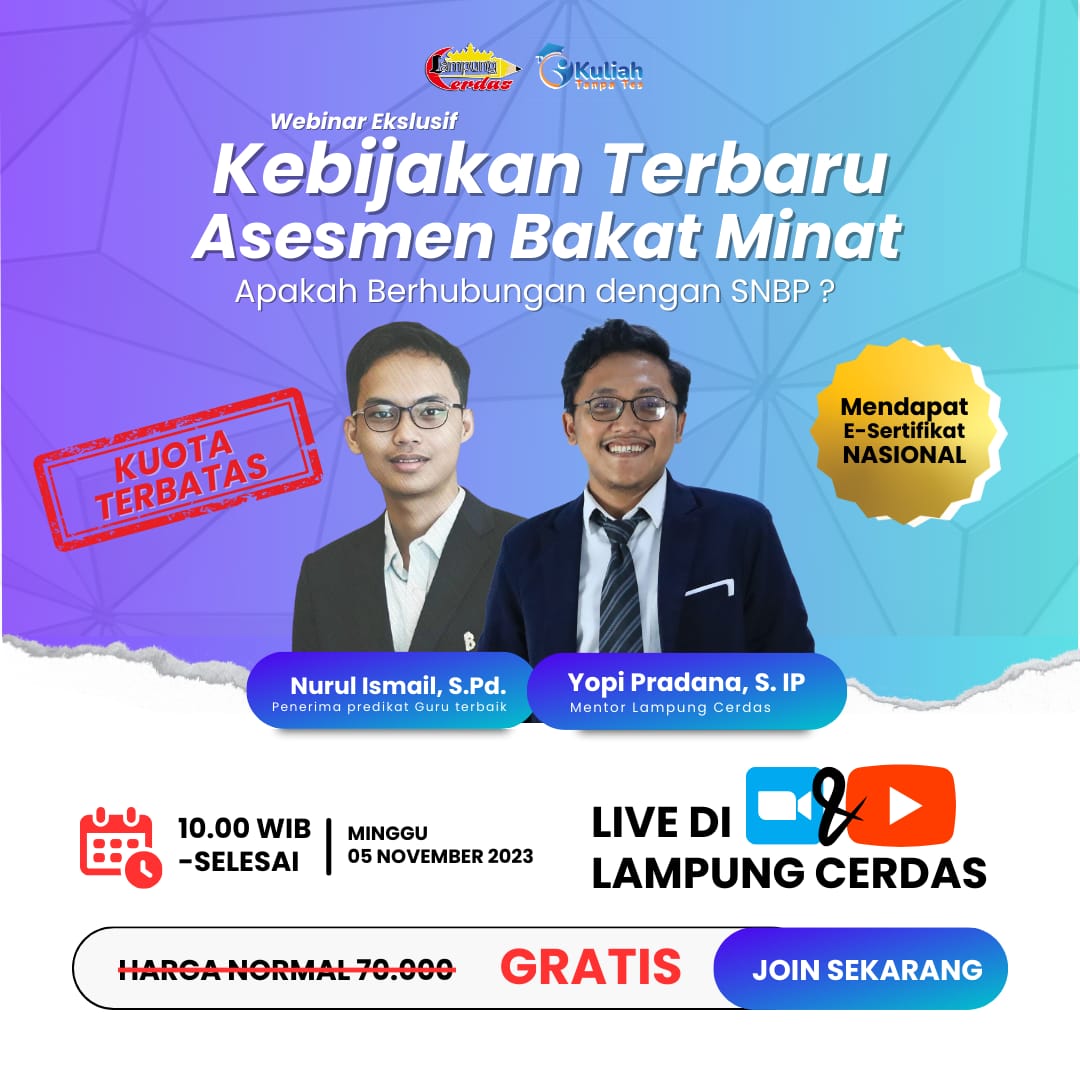 Lampung
Cerdas
Kuliah
Tanpa Tes
Webinar Ekslusif
Kebijakan Terbaru
Asesmen Bakat Minat
Apakah Berhubungan dengan SNBP ?
KUOTA
TERBATAS
Mendapat
E-Sertifikat
NASIONAL
Nurul Ismail, S.Pd.
Penerima predikat Guru terbaik
Yopi Pradana, S. IP
Mentor Lampung Cerdas
10.00 WIB
-SELESAI
MINGGU
05 NOVEMBER 2023
LIVE DI &
LAMPUNG CERDAS
HARGA NORMAL 70.000
GRATIS
JOIN SEKARANG